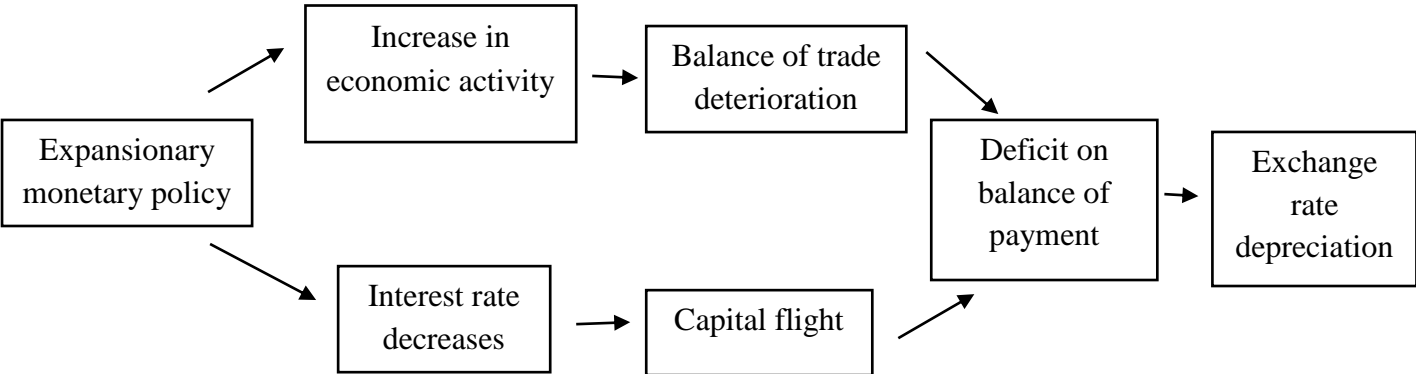 Expansionary
monetary policy
Increase in
economic activity
Balance of trade
deterioration
Interest rate
decreases
Capital flight
Deficit on
balance of
payment
Exchange
rate
depreciation